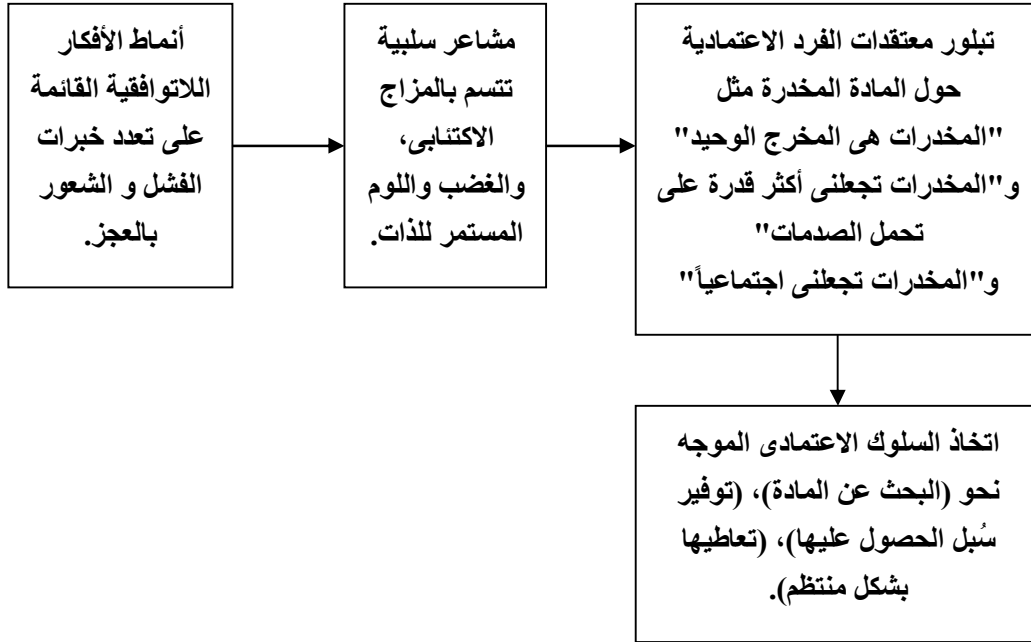 أنماط الأفكار
اللاتوافقية القائمة
على تعدد خبرات
الفشل و الشعور
بالعجز.
مشاعر سلبية
تتسم بالمزاج
الاكتئابى،
والغضب واللوم
المستمر للذات.
تبلور معتقدات الفرد الاعتمادية
حول المادة المخدرة مثل
"المخدرات هى المخرج الوحيد"
و"المخدرات تجعلنى أكثر قدرة على
تحمل الصدمات"
و"المخدرات تجعلنى اجتماعياً"
اتخاذ السلوك الاعتمادى الموجه
نحو (البحث عن المادة)، (توفير
سُبل الحصول عليها)، (تعاطيها
بشكل منتظم).